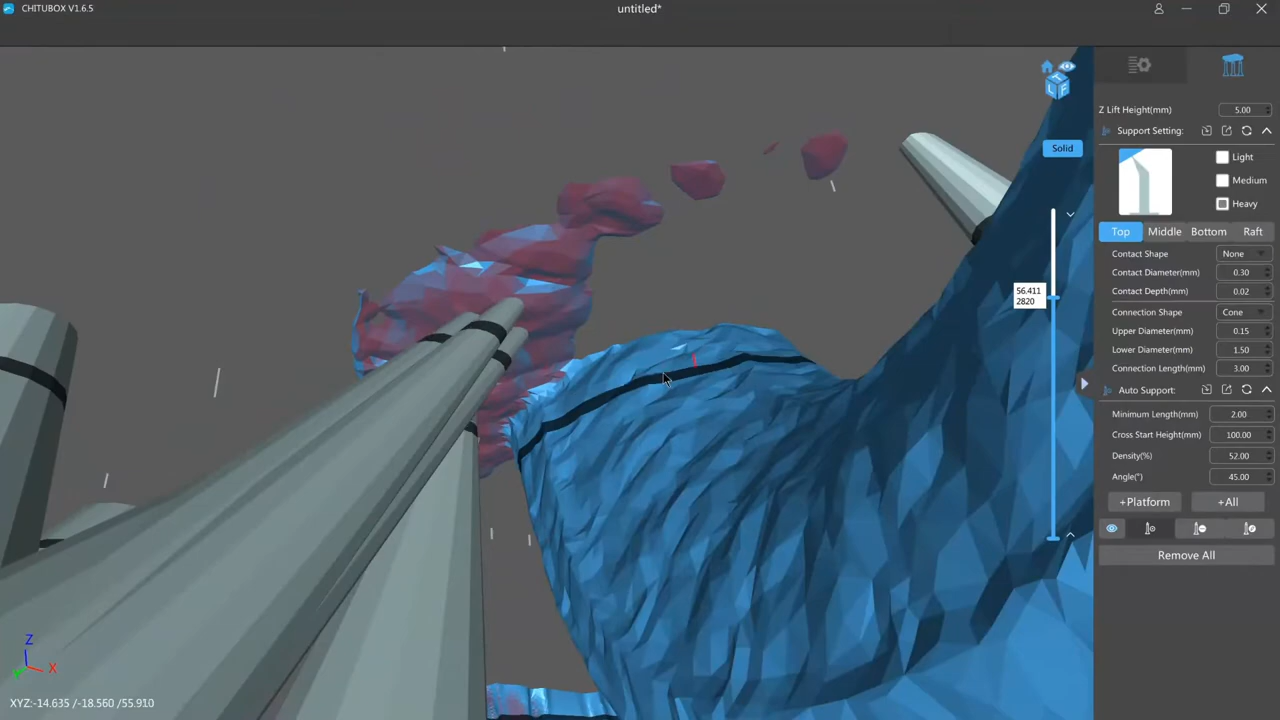 CHITUBOX V1.6.5
untitled*
Z Lift Height(mm) 5.00
Support Setting:
Light
Medium
Heavy
Solid
Top Middle Bottom Raft
Contact Shape None
Contact Diameter(mm) 0.30
Contact Depth(mm) 0.02
56.411
2820
Connection Shape Cone
Upper Diameter(mm) 0.15
Lower Diameter(mm) 1.50
Connection Length(mm) 3.00
Auto Support:
Minimum Length(mm) 2.00
Cross Start Height(mm) 100.00
Density(%) 52.00
Angle(°) 45.00
+Platform +All
Remove All
Z
X
Y
XYZ:-14.635 /-18.560 /55.910
T
L F